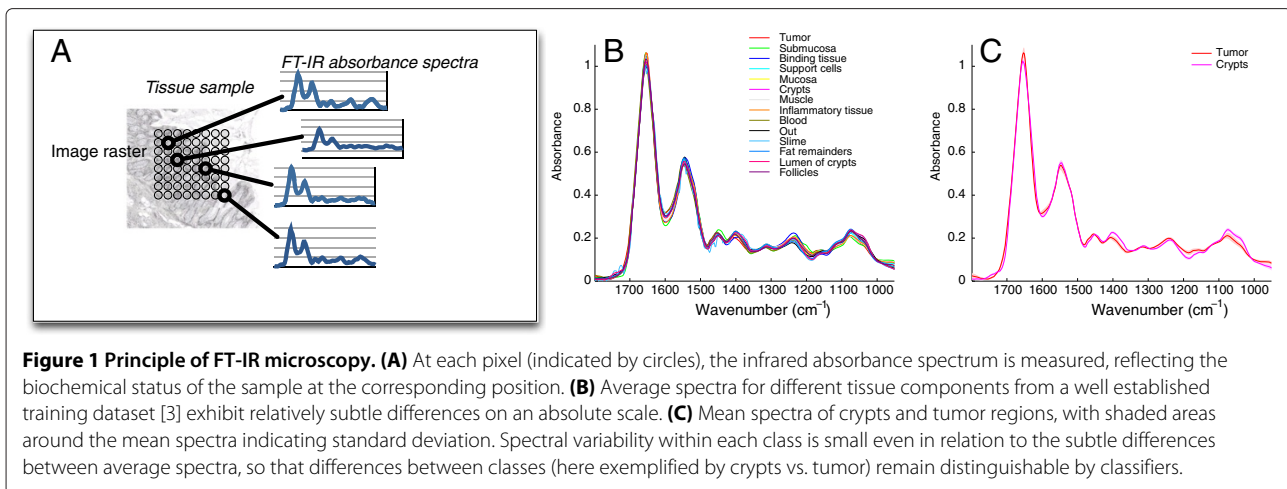 A
FT-IR absorbance spectra
Tissue sample
Image raster
B
Tumor
Submucosa
Binding tissue
Support cells
Mucosa
Crypts
Muscle
Inflammatory tissue
Blood
Out
Slime
Fat remainders
Lumen of crypts
Follicles
1
0.8
0.6
0.4
0.2
0
Absorbance
1700 1600 1500 1400 1300 1200 1100 1000
Wavenumber (cm⁻¹)
C
Tumor
Crypts
1
0.8
0.6
0.4
0.2
0
Absorbance
1700 1600 1500 1400 1300 1200 1100 1000
Wavenumber (cm⁻¹)
Figure 1 Principle of FT-IR microscopy. (A) At each pixel (indicated by circles), the infrared absorbance spectrum is measured, reflecting the
biochemical status of the sample at the corresponding position. (B) Average spectra for different tissue components from a well established
training dataset [3] exhibit relatively subtle differences on an absolute scale. (C) Mean spectra of crypts and tumor regions, with shaded areas
around the mean spectra indicating standard deviation. Spectral variability within each class is small even in relation to the subtle differences
between average spectra, so that differences between classes (here exemplified by crypts vs. tumor) remain distinguishable by classifiers.